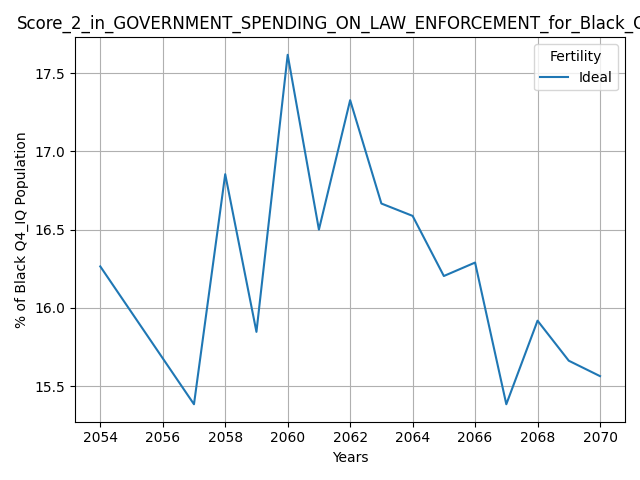 Score_2_in_GOVERNMENT_SPENDING_ON_LAW_ENFORCEMENT_for_Black_
Fertility
Ideal
17.5
17.0
16.5
16.0
15.5
% of Black Q4_IQ Population
2054 2056 2058 2060 2062 2064 2066 2068 2070
Years